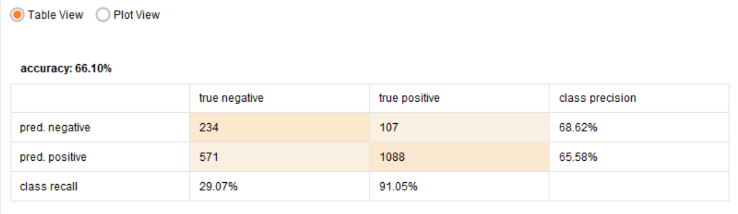 Table View Plot View
accuracy: 66.10%
true negative true positive class precision
pred. negative 234 107 68.62%
pred. positive 571 1088 65.58%
class recall 29.07% 91.05%